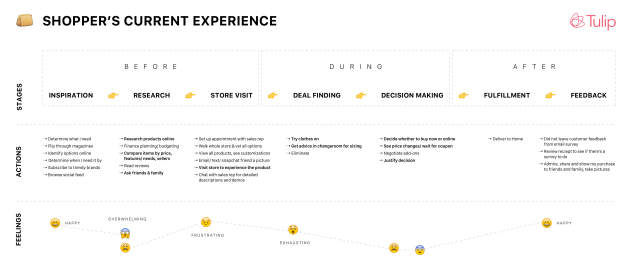 SHOPPER'S CURRENT EXPERIENCE
Tulip
BEFORE
DURING
AFTER
STAGES
INSPIRATION
RESEARCH
STORE VISIT
DEAL FINDING
DECISION MAKING
FULFILLMENT
FEEDBACK
ACTIONS
→ Determine what I need
→ Flip through magazines
→ Identify options online
→ Determine when I need it by
→ Subscribe to trendy brands
→ Browse social feed
→ Research products online
→ Finance planning/ budgeting
→ Compare items by price,
features/ needs, sellers
→ Read reviews
→ Ask friends & family
→ Set up appointment with sales rep
→ Walk whole store & vet all options
→ View all products, see customizations
→ Email/ text/ snapchat friend a picture
→ Visit store to experience the product
→ Chat with sales rep for detailed
descriptions and demos
→ Try clothes on
→ Get advice in changeroom for sizing
→ Eliminate
→ Decide whether to buy now or online
→ See price changes/ wait for coupon
→ Negotiate add-ons
→ Justify decision
→ Deliver to Home
→ Did not leave customer feedback
from email survey
→ Review reciept to see if there's a
survey to do
→ Admire, share and show my purchase
to friends and family, take pictures
FEELINGS
HAPPY
OVERWHELMING
FRUSTRATING
EXHAUSTING
HAPPY